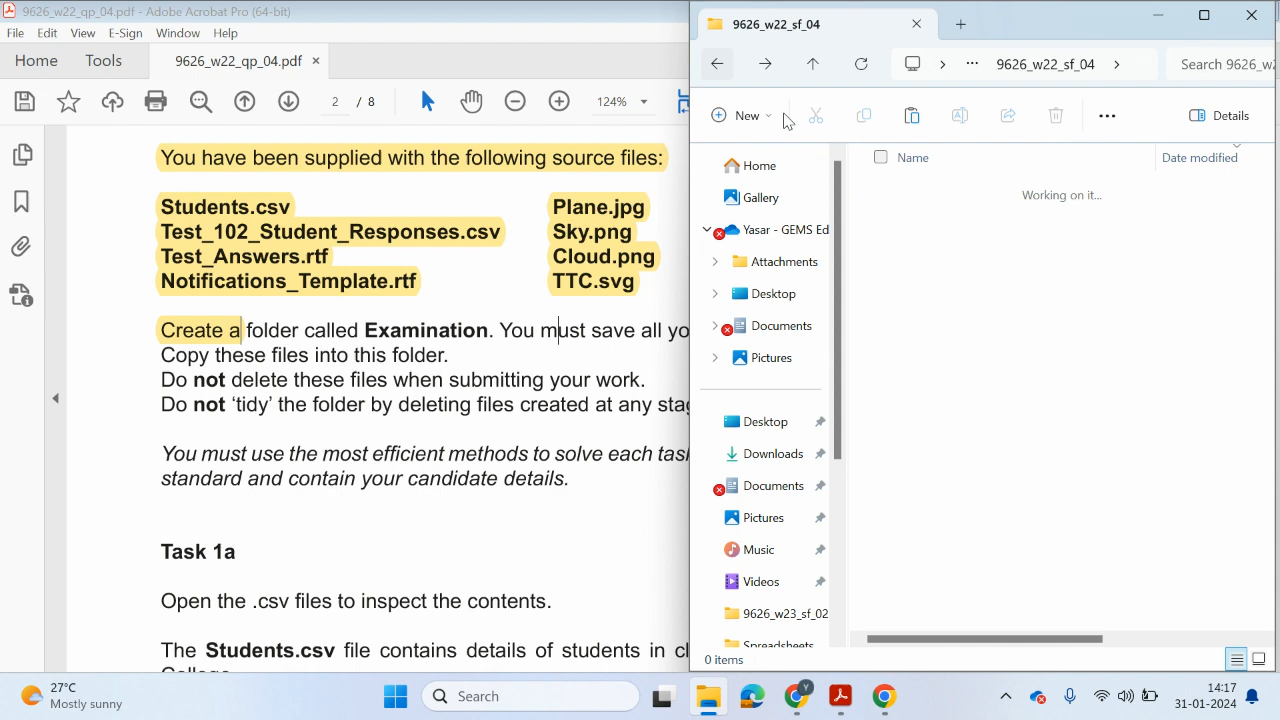 9626_w22_qp_04.pdf - Adobe Acrobat Pro (64-bit)
File Edit View E-Sign Window Help
Home Tools 9626_w22_qp_04.pdf ×
2 / 8 124%
You have been supplied with the following source files:
Students.csv Plane.jpg
Test_102_Student_Responses.csv Sky.png
Test_Answers.rtf Cloud.png
Notifications_Template.rtf TTC.svg
Create a folder called Examination. You must save all yo
Copy these files into this folder.
Do not delete these files when submitting your work.
Do not ‘tidy’ the folder by deleting files created at any stag
You must use the most efficient methods to solve each task
standard and contain your candidate details.
Task 1a
Open the .csv files to inspect the contents.
The Students.csv file contains details of students in cl
9626_w22_sf_04
9626_w22_sf_04 Search 9626_w2
New Details
Name Date modified
Working on it...
Home
Gallery
Yasar - GEMS Ed
Attachments
Desktop
Documents
Pictures
Desktop
Downloads
Documents
Pictures
Music
Videos
9626_w23_sf_02
Spreadsheets
0 items
27°C
Mostly sunny
Search
Y
14:17
31-01-2024